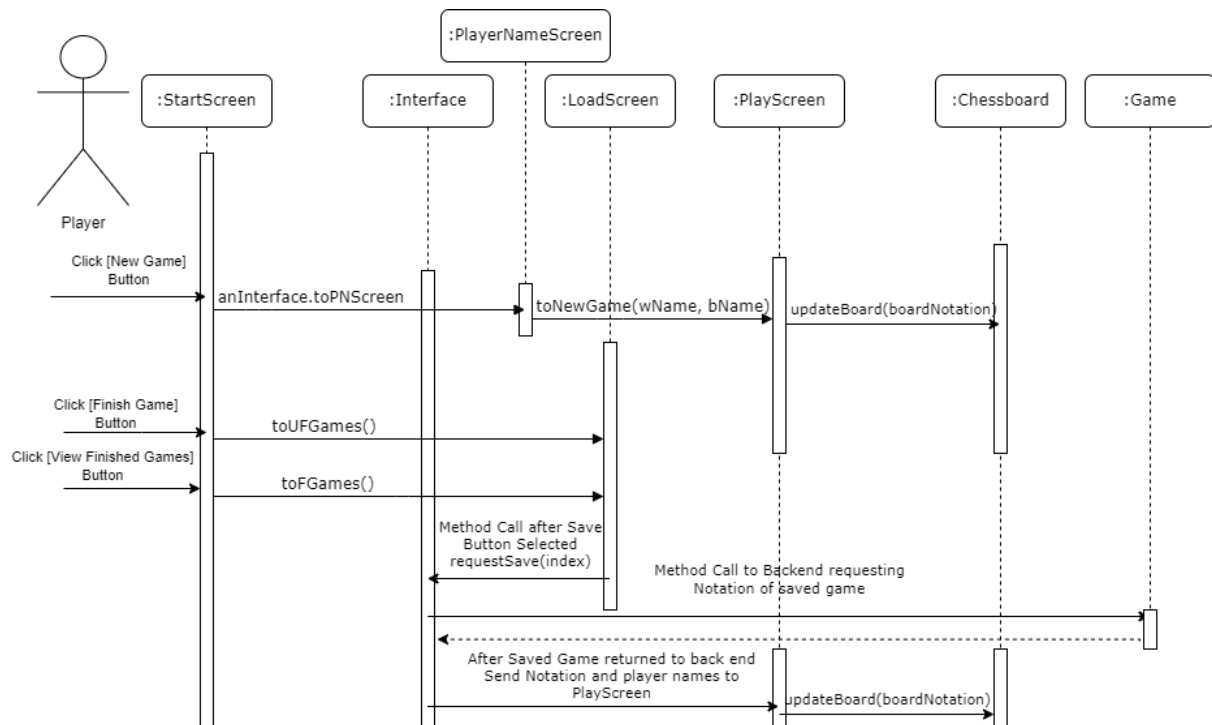 :PlayerNameScreen
:StartScreen
:Interface
:LoadScreen
:PlayScreen
:Chessboard
:Game
Player
Click [New Game]
Button
anInterface.toPNScreen
toNewGame(wName, bName)
updateBoard(boardNotation)
Click [Finish Game]
Button
toUFGames()
Click [View Finished Games]
Button
toFGames()
Method Call after Save
Button Selected
requestSave(index)
Method Call to Backend requesting
Notation of saved game
After Saved Game returned to back end
Send Notation and player names to
PlayScreen
updateBoard(boardNotation)